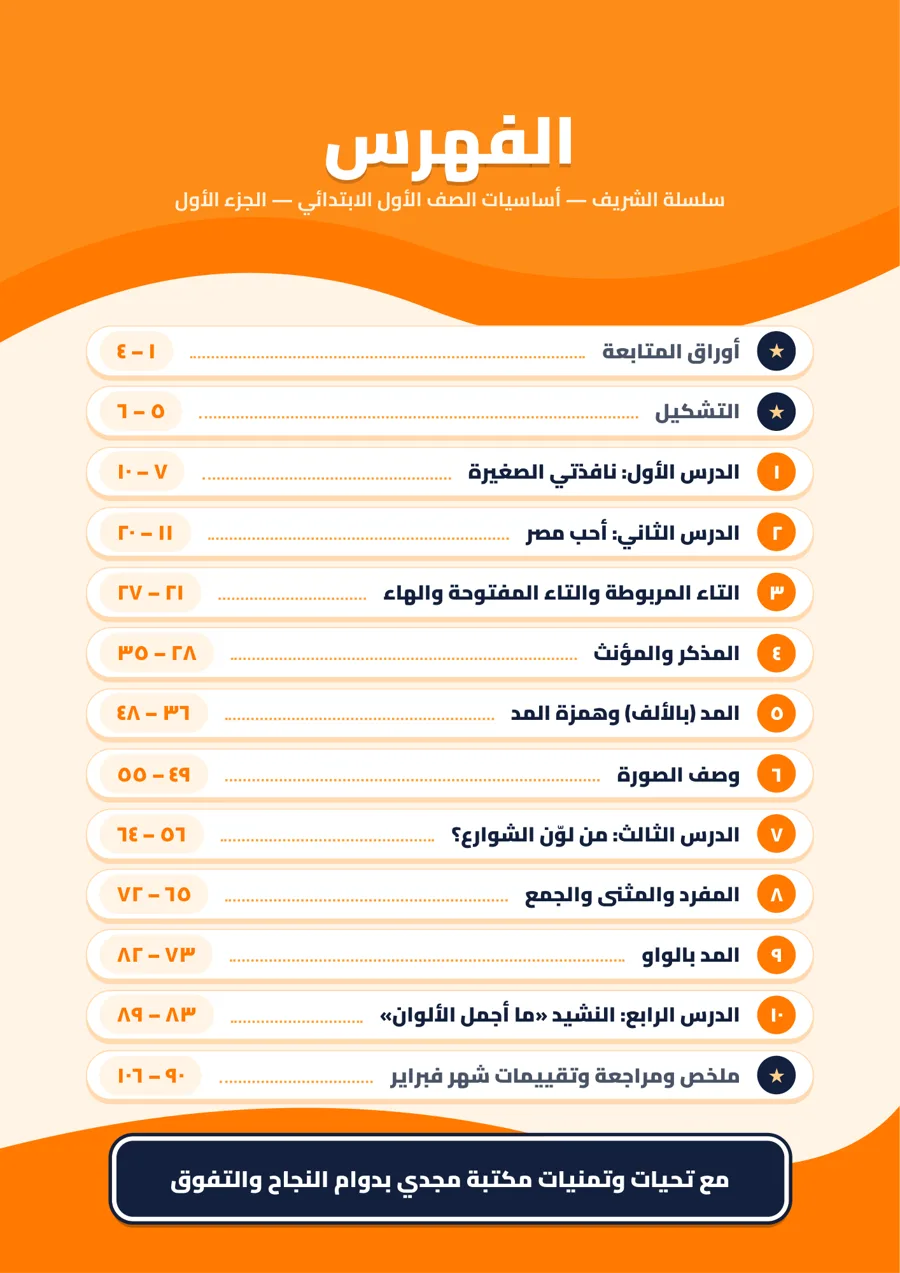 الفهرس
سلسلة الشريف — أساسيات الصف الأول الابتدائي — الجزء الأول
★ أوراق المتابعة ١ – ٤
★ التشكيل ٥ – ٦
١ الدرس الأول: نافذتي الصغيرة ٧ – ١٠
٢ الدرس الثاني: أحب مصر ١١ – ٢٠
٣ التاء المربوطة والتاء المفتوحة والهاء ٢١ – ٢٧
٤ المذكر والمؤنث ٢٨ – ٣٥
٥ المد (بالألف) وهمزة المد ٣٦ – ٤٨
٦ وصف الصورة ٤٩ – ٥٥
٧ الدرس الثالث: من لوّن الشوارع؟ ٥٦ – ٦٤
٨ المفرد والمثنى والجمع ٦٥ – ٧٢
٩ المد بالواو ٧٣ – ٨٢
١٠ الدرس الرابع: النشيد «ما أجمل الألوان» ٨٣ – ٨٩
★ ملخص ومراجعة وتقييمات شهر فبراير ٩٠ – ١٠٦
مع تحيات وتمنيات مكتبة مجدي بدوام النجاح والتفوق